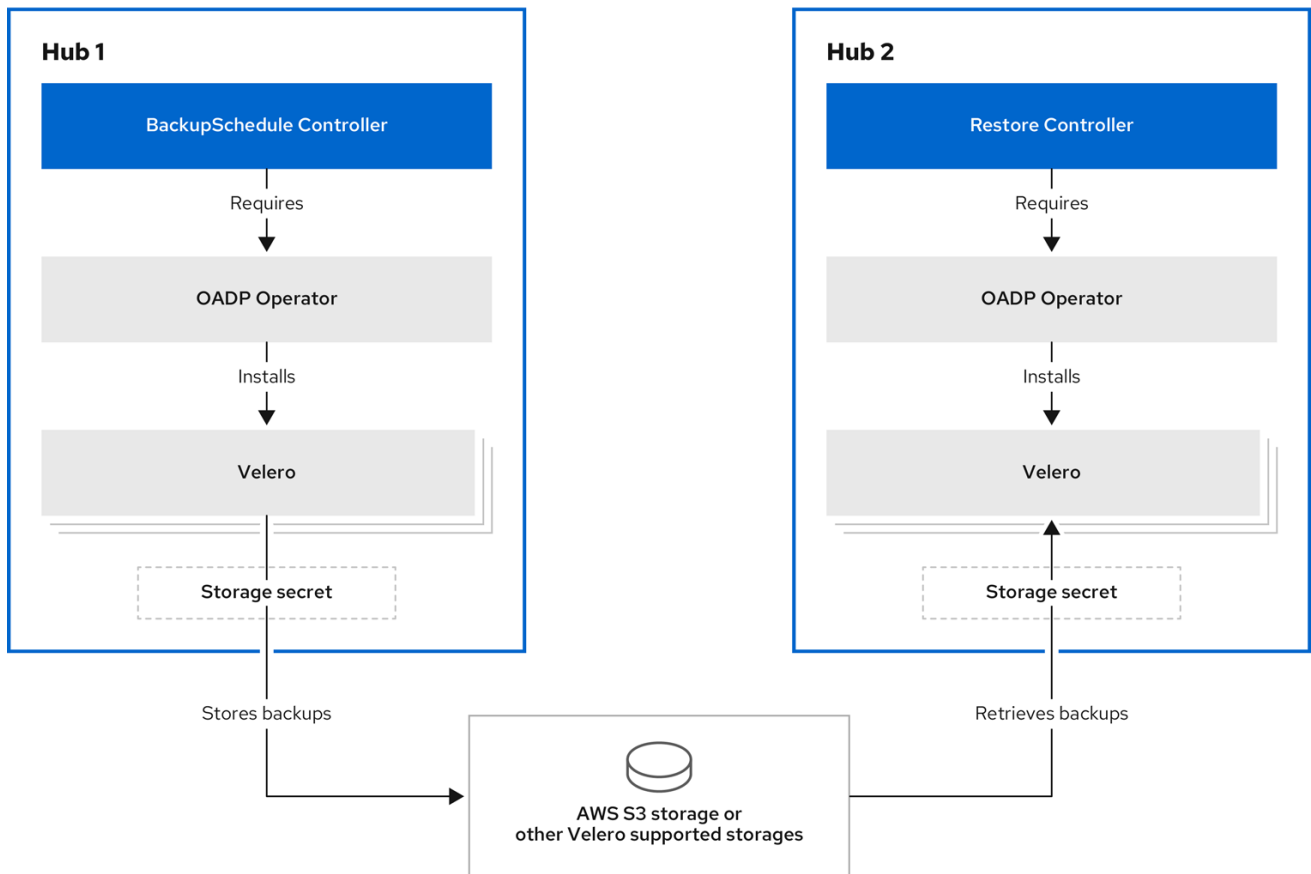 Hub 1
BackupSchedule Controller
Requires
OADP Operator
Installs
Velero
Storage secret
Stores backups
Hub 2
Restore Controller
Requires
OADP Operator
Installs
Velero
Storage secret
Retrieves backups
AWS S3 storage or
other Velero supported storages